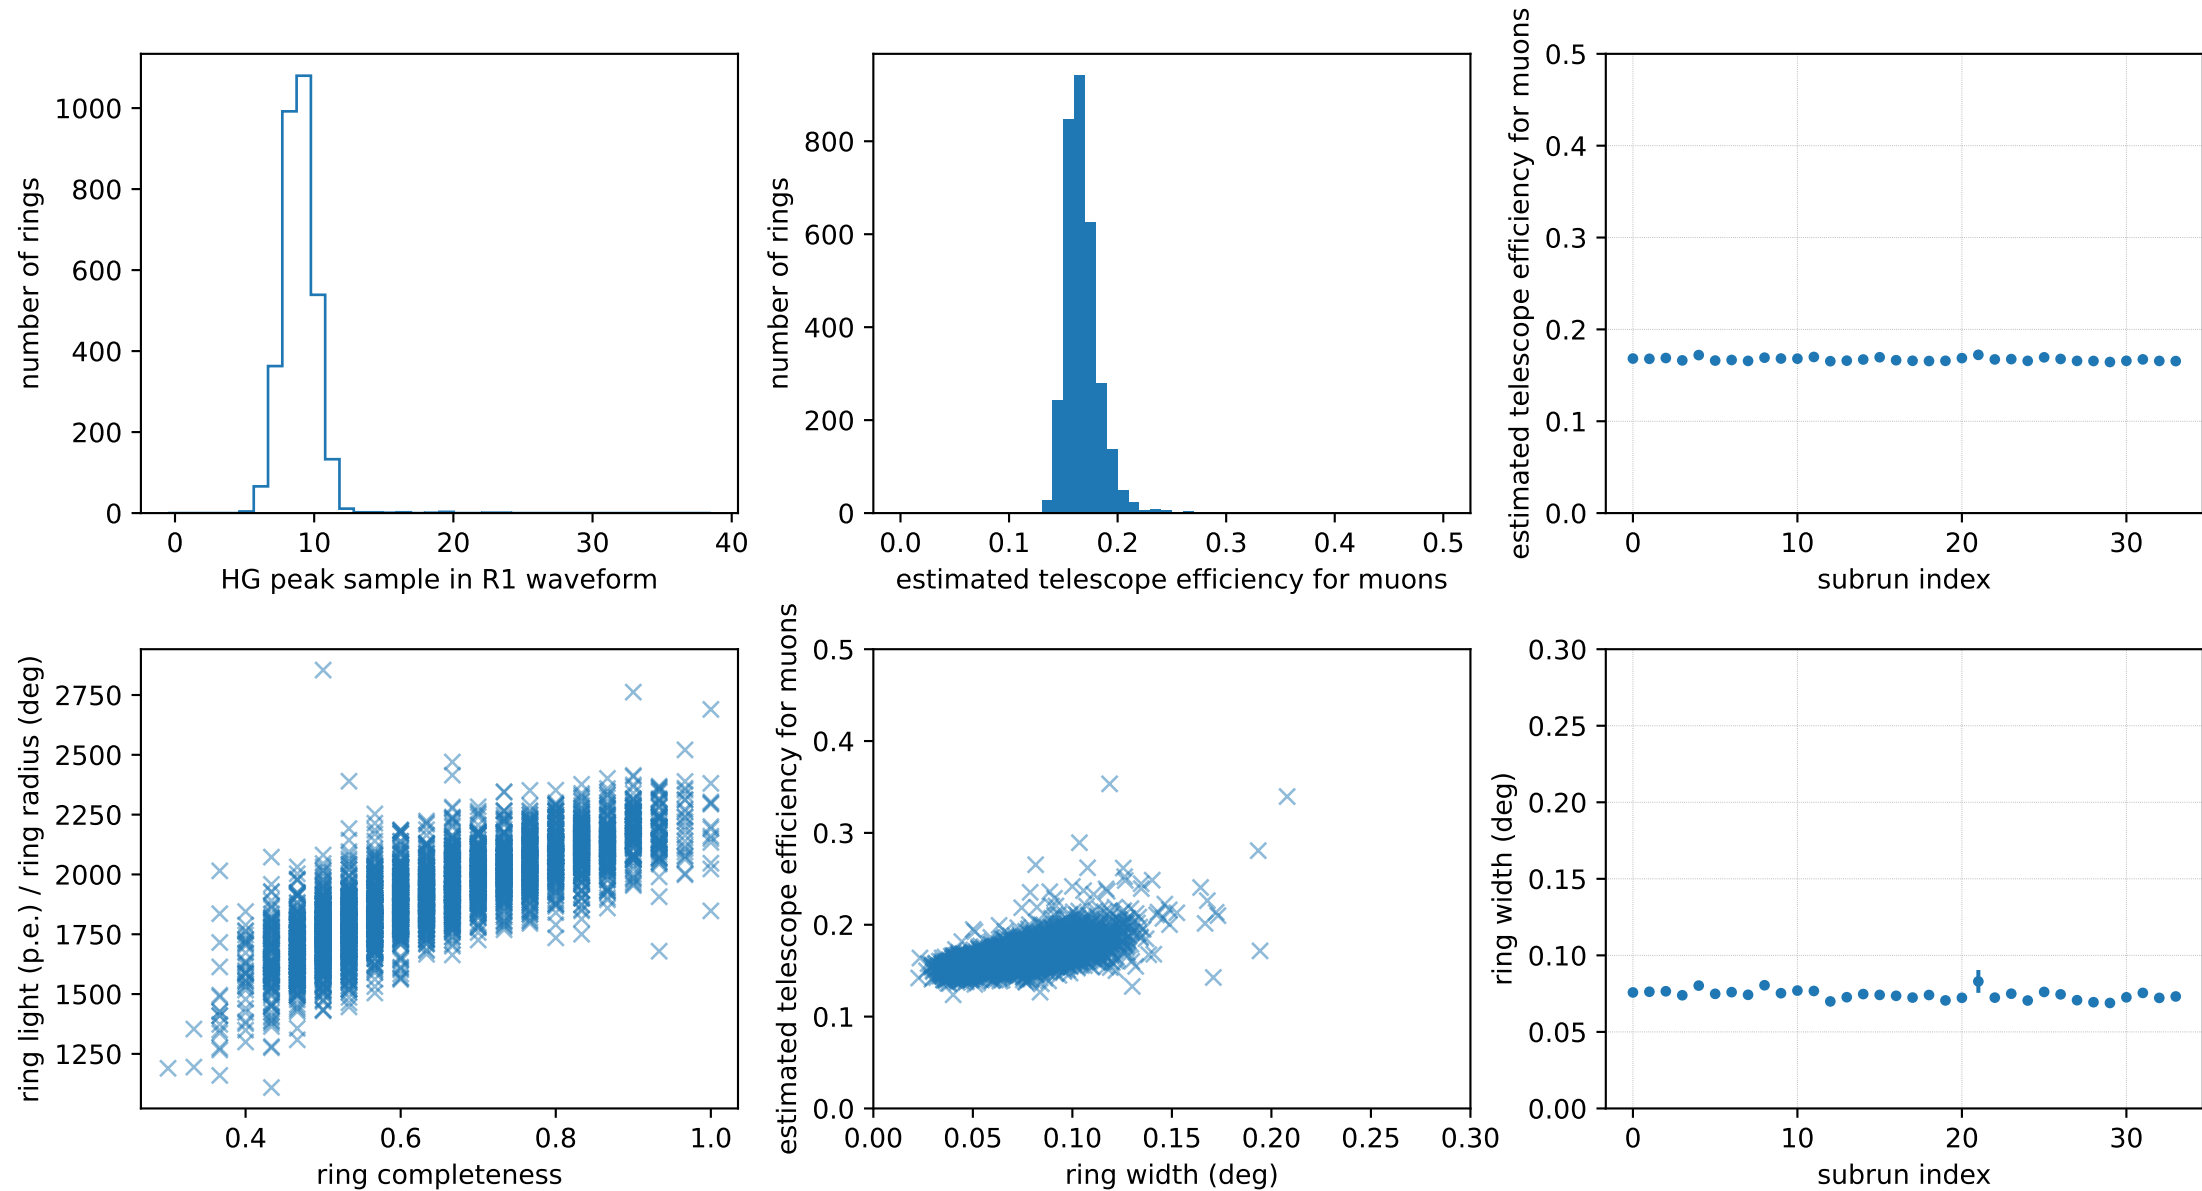 number of rings
1000
800
600
400
200
0
0 10 20 30 40
HG peak sample in R1 waveform
number of rings
800
600
400
200
0
0.0 0.1 0.2 0.3 0.4 0.5
estimated telescope efficiency for muons
estimated telescope efficiency for muons
0.5
0.4
0.3
0.2
0.1
0.0
0 10 20 30
subrun index
ring light (p.e.) / ring radius (deg)
2750
2500
2250
2000
1750
1500
1250
0.4 0.6 0.8 1.0
ring completeness
estimated telescope efficiency for muons
0.5
0.4
0.3
0.2
0.1
0.0
0.00 0.05 0.10 0.15 0.20 0.25 0.30
ring width (deg)
ring width (deg)
0.30
0.25
0.20
0.15
0.10
0.05
0.00
0 10 20 30
subrun index